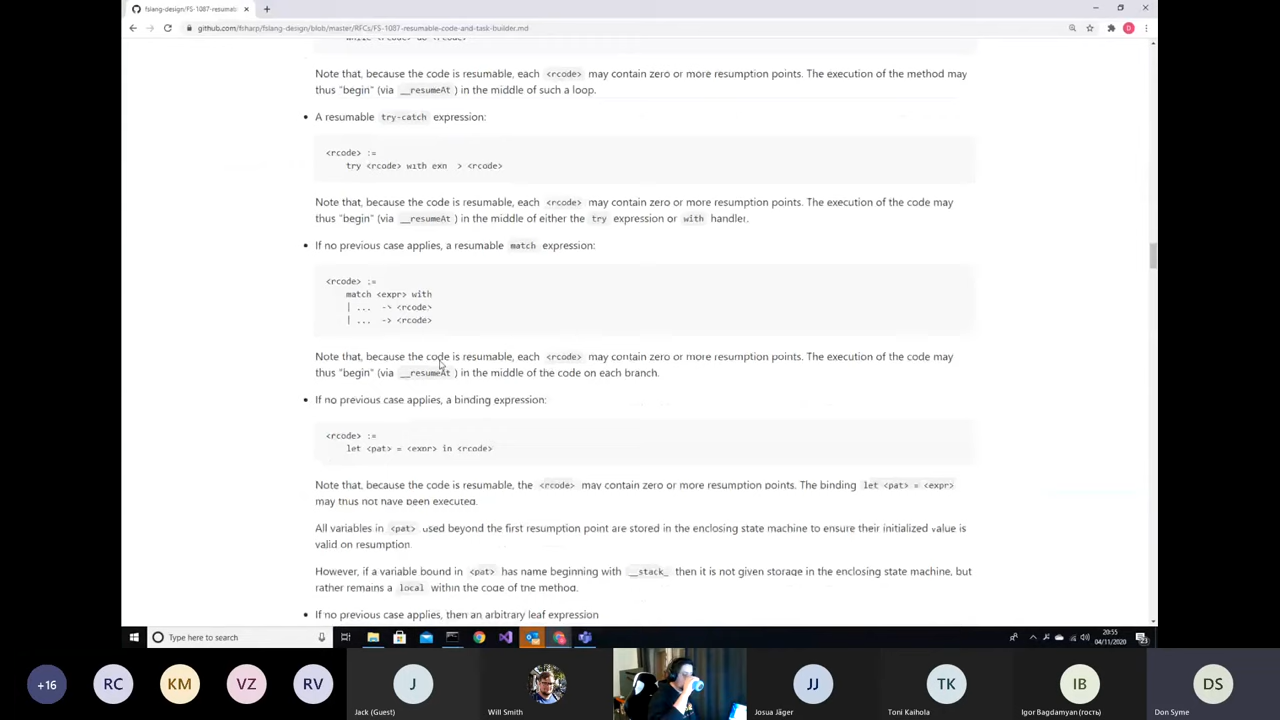 fslang-design/FS-1087-resumabl
github.com/fsharp/fslang-design/blob/master/RFCs/FS-1087-resumable-code-and-task-builder.md
while <rcode> do <rcode>
Note that, because the code is resumable, each <rcode> may contain zero or more resumption points. The execution of the method may
thus "begin" (via __resumeAt ) in the middle of such a loop.
• A resumable try-catch expression:
<rcode> :=
try <rcode> with exn -> <rcode>
Note that, because the code is resumable, each <rcode> may contain zero or more resumption points. The execution of the code may
thus "begin" (via __resumeAt ) in the middle of either the try expression or with handler.
• If no previous case applies, a resumable match expression:
<rcode> :=
match <expr> with
| ... -> <rcode>
| ... -> <rcode>
Note that, because the code is resumable, each <rcode> may contain zero or more resumption points. The execution of the code may
thus "begin" (via __resumeAt ) in the middle of the code on each branch.
• If no previous case applies, a binding expression:
<rcode> :=
let <pat> = <expr> in <rcode>
Note that, because the code is resumable, the <rcode> may contain zero or more resumption points. The binding let <pat> = <expr>
may thus not have been executed.
All variables in <pat> used beyond the first resumption point are stored in the enclosing state machine to ensure their initialized value is
valid on resumption.
However, if a variable bound in <pat> has name beginning with __stack_ then it is not given storage in the enclosing state machine, but
rather remains a local within the code of the method.
• If no previous case applies, then an arbitrary leaf expression
Type here to search
20:55
04/11/2020
23
+16
RC
KM
VZ
RV
J
JJ
TK
IB
DS
Jack (Guest)
Will Smith
Josua Jäger
Toni Kaihola
Igor Bagdamyan (гость)
Don Syme